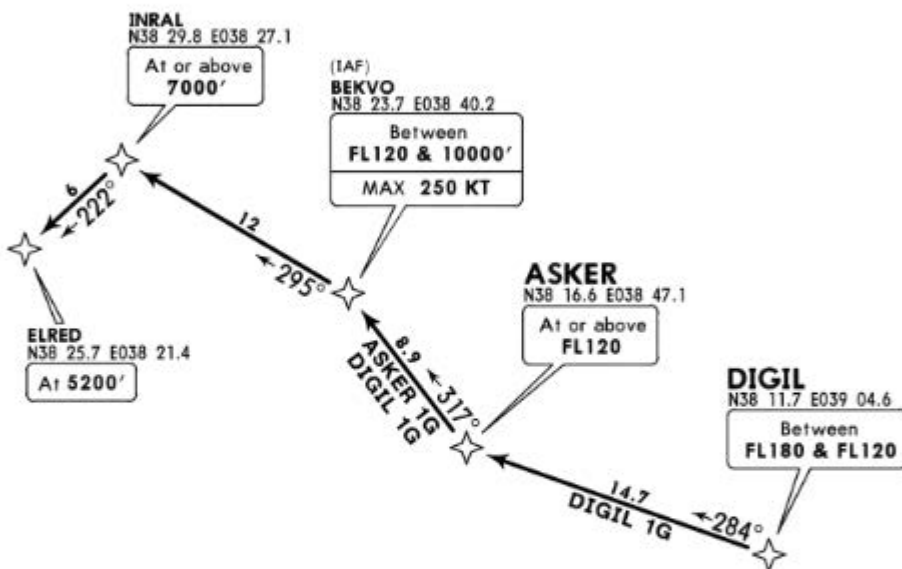 INRAL
N38 29.8 E038 27.1
At or above
7000'
(IAF)
BEKVO
N38 23.7 E038 40.2
Between
FL120 & 10000'
MAX 250 KT
6
←222°
12
←295°
ELRED
N38 25.7 E038 21.4
At 5200'
ASKER
N38 16.6 E038 47.1
At or above
FL120
8.9
←317°
ASKER 1G
DIGIL 1G
DIGIL
N38 11.7 E039 04.6
Between
FL180 & FL120
14.7
←284°
DIGIL 1G